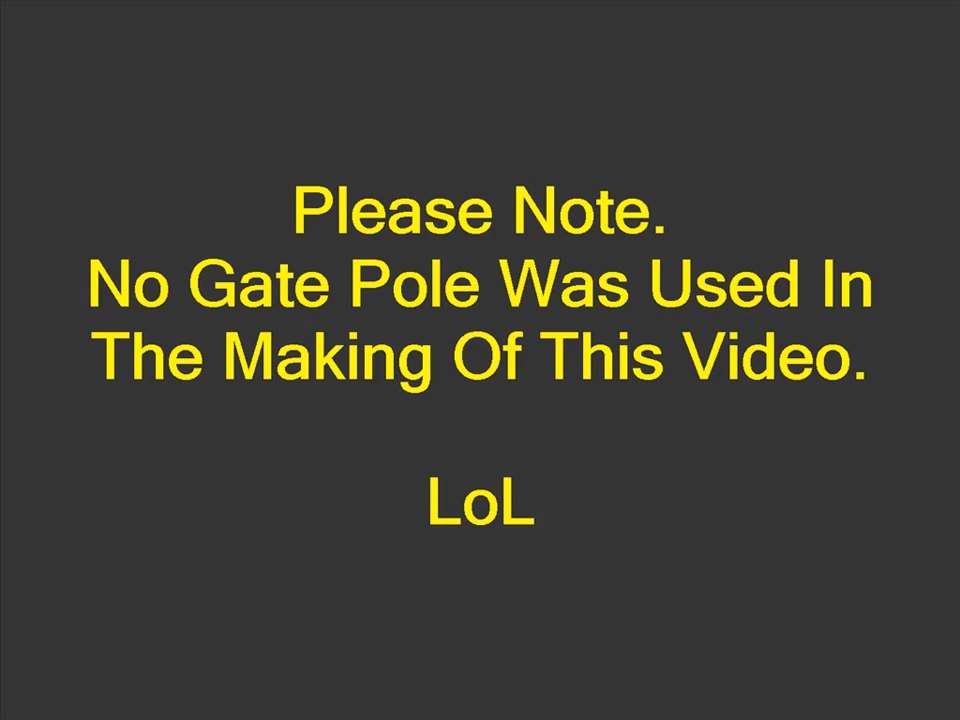 Please Note.
No Gate Pole Was Used In
The Making Of This Video.
LoL